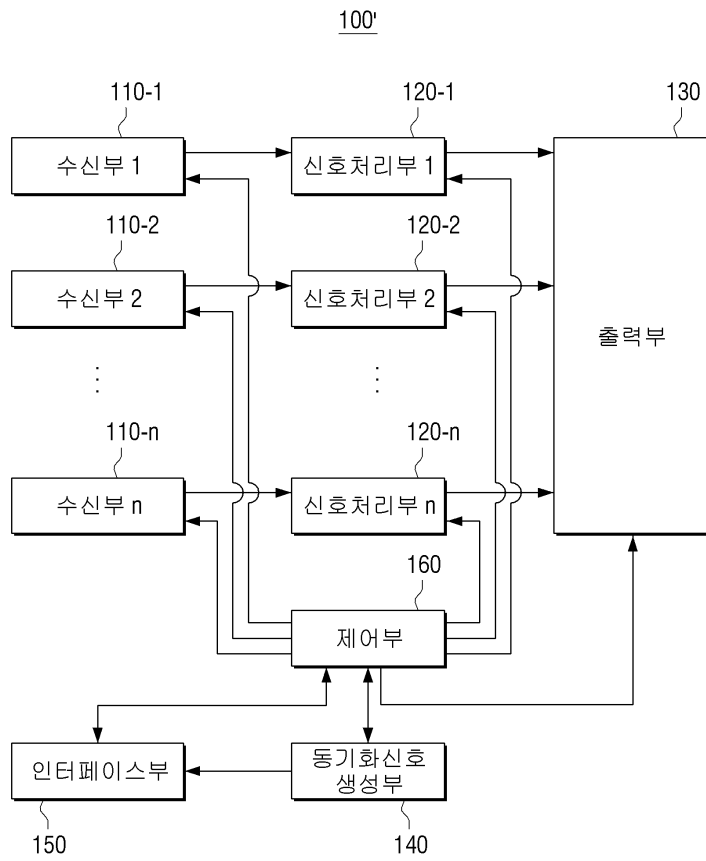 100'
110-1
120-1
130
수신부 1
신호처리부 1
110-2
120-2
수신부 2
신호처리부 2
출력부
110-n
120-n
수신부 n
신호처리부 n
160
제어부
인터페이스부
동기화신호
생성부
150
140